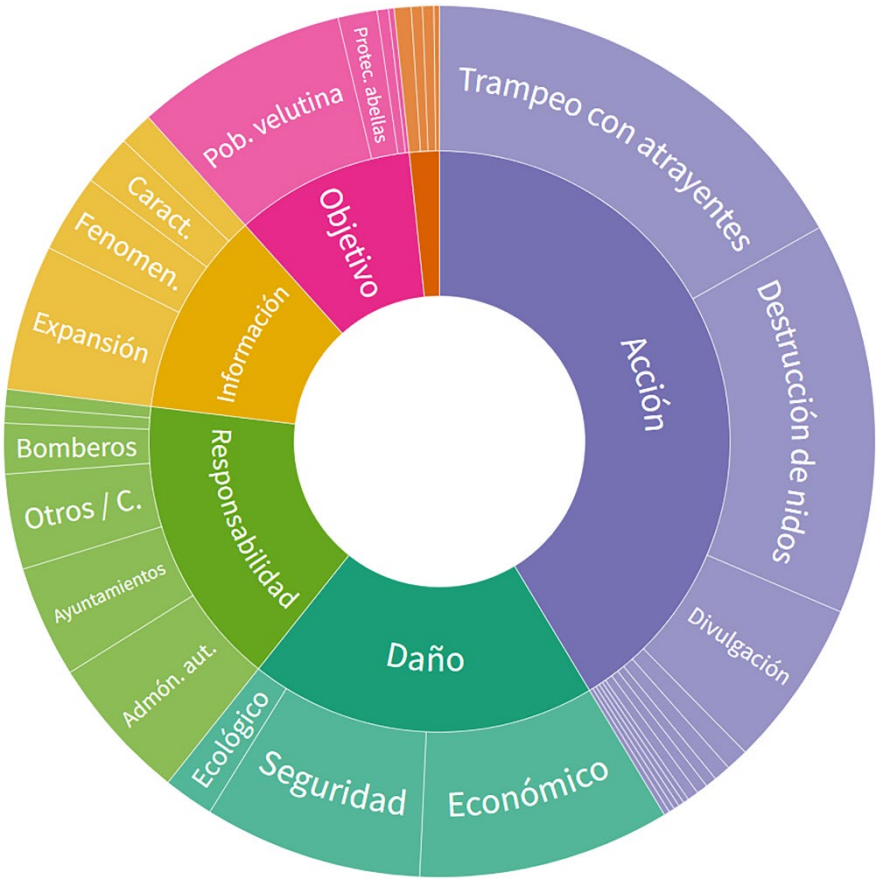 Acción
Trampeo con atrayentes
Destrucción de nidos
Divulgación
Daño
Económico
Seguridad
Ecológico
Responsabilidad
Admón. aut.
Ayuntamientos
Otros / C.
Bomberos
Información
Expansión
Fenomen.
Caract.
Objetivo
Pob. velutina
Protec. abellas